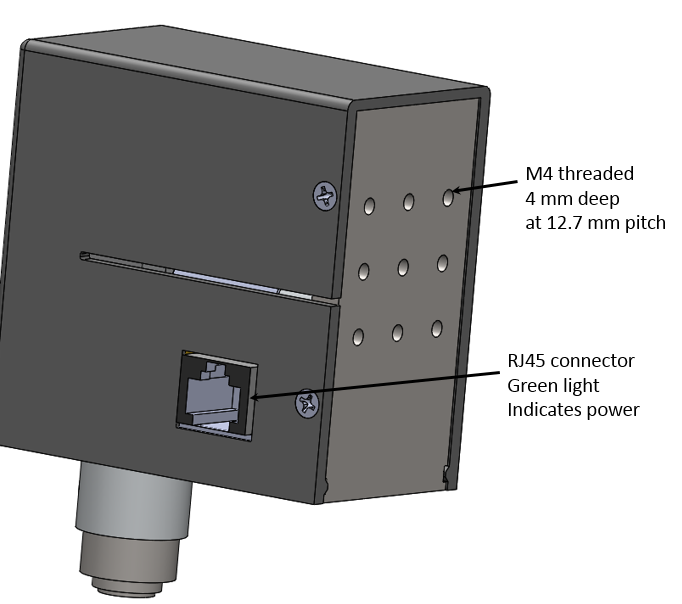 M4 threaded
4 mm deep
at 12.7 mm pitch
RJ45 connector
Green light
Indicates power